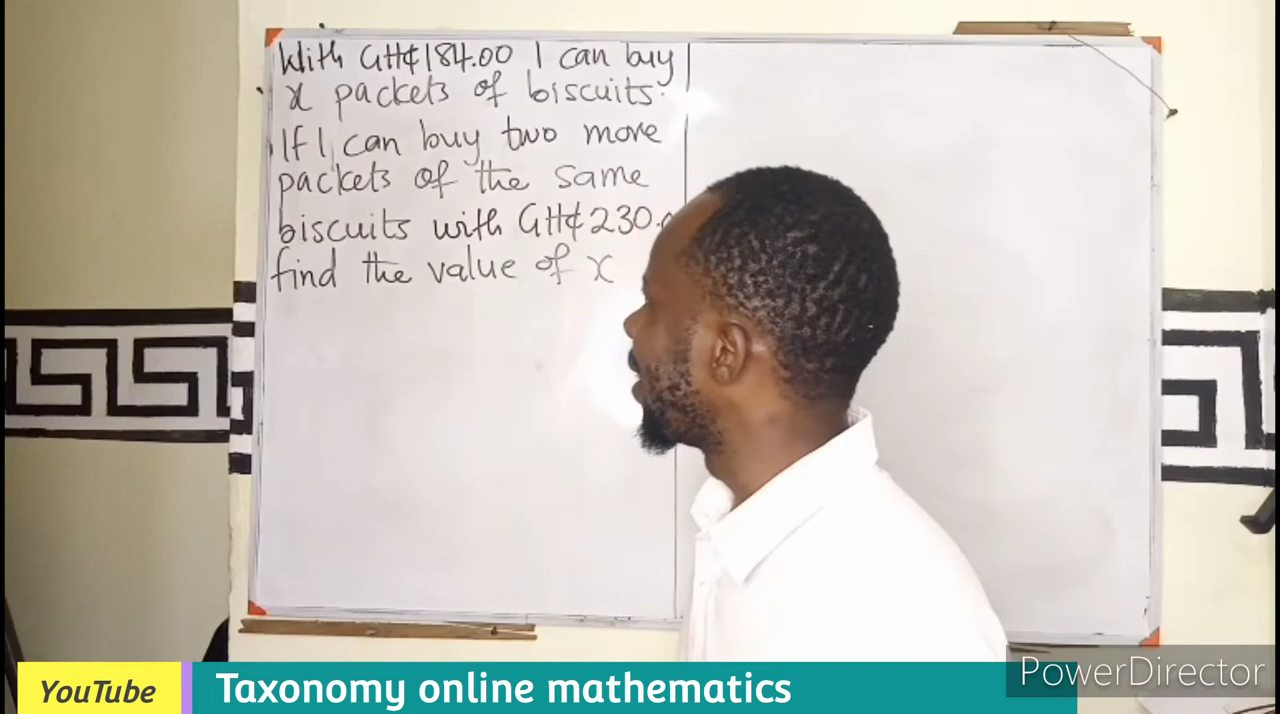 With GH¢184.00 I can buy
x packets of biscuits.
If I can buy two more
packets of the same
biscuits with GH¢230.
find the value of x
YouTube
Taxonomy online mathematics
PowerDirector